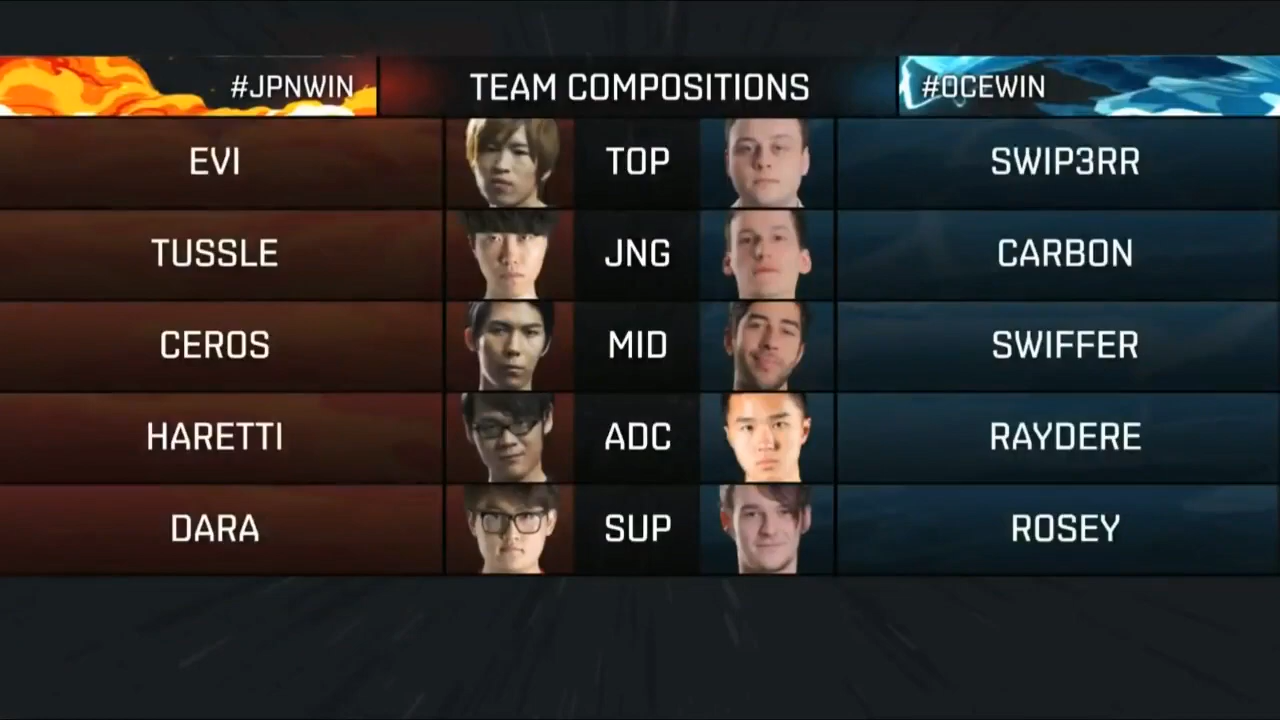 #JPNWIN TEAM COMPOSITIONS #OCEWIN
EVI TOP SWIP3RR
TUSSLE JNG CARBON
CEROS MID SWIFFER
HARETTI ADC RAYDERE
DARA SUP ROSEY